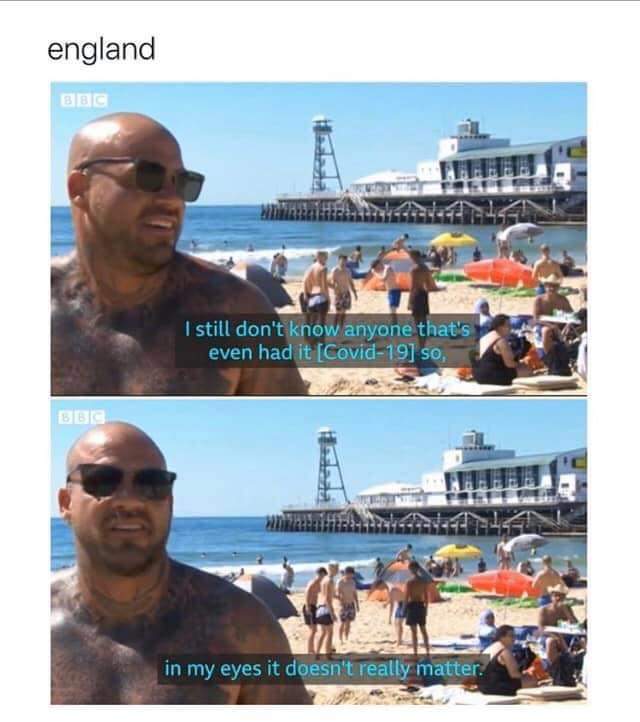 england
BBC
I still don't know anyone that's
even had it [Covid-19] so,
BBC
in my eyes it doesn't really matter.